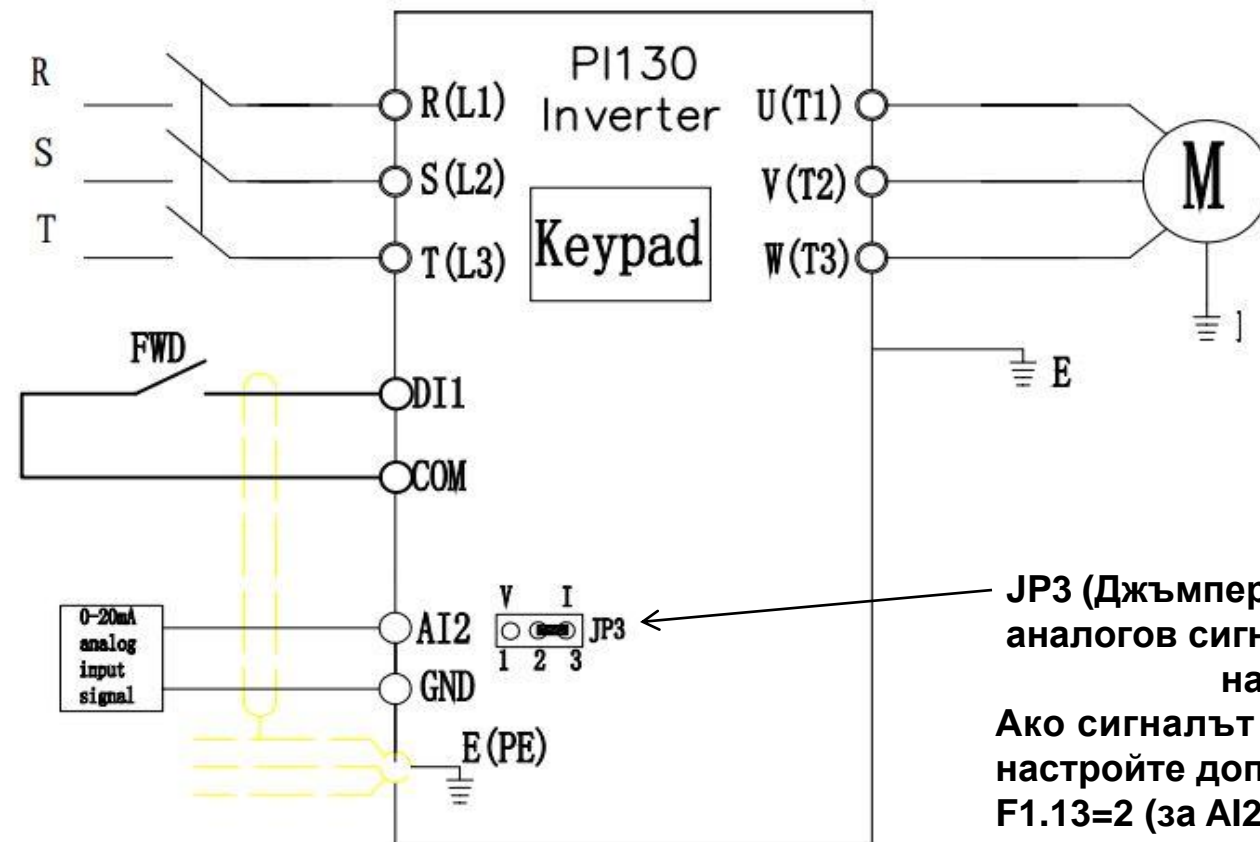 PI130
Inverter
Keypad
R
S
T
R(L1)
S(L2)
T(L3)
U(T1)
V(T2)
W(T3)
M
E
FWD
DI1
COM
0-20mA
analog
input
signal
AI2
GND
E(PE)
V I
JP3
1 2 3
JP3 (Джъмпер
аналогов сигн
на
Ако сигналът
настройте доп
F1.13=2 (за AI2